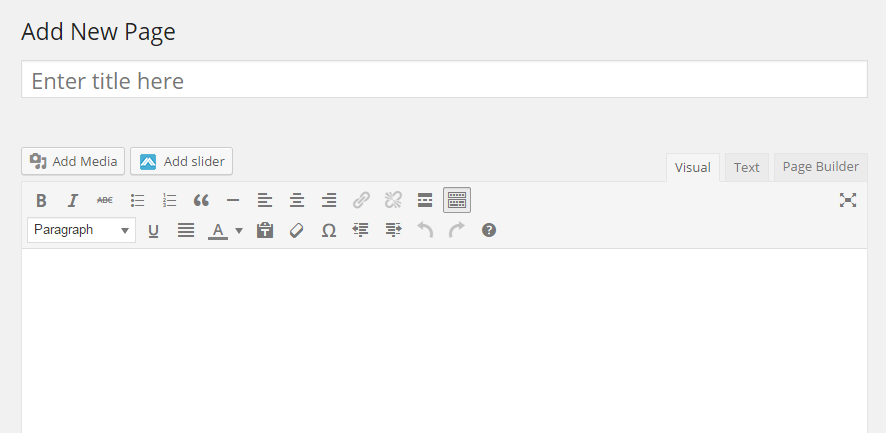 Add New Page
Enter title here
Add Media Add slider
Visual Text Page Builder
B I ABC
Paragraph U A T Ω ?